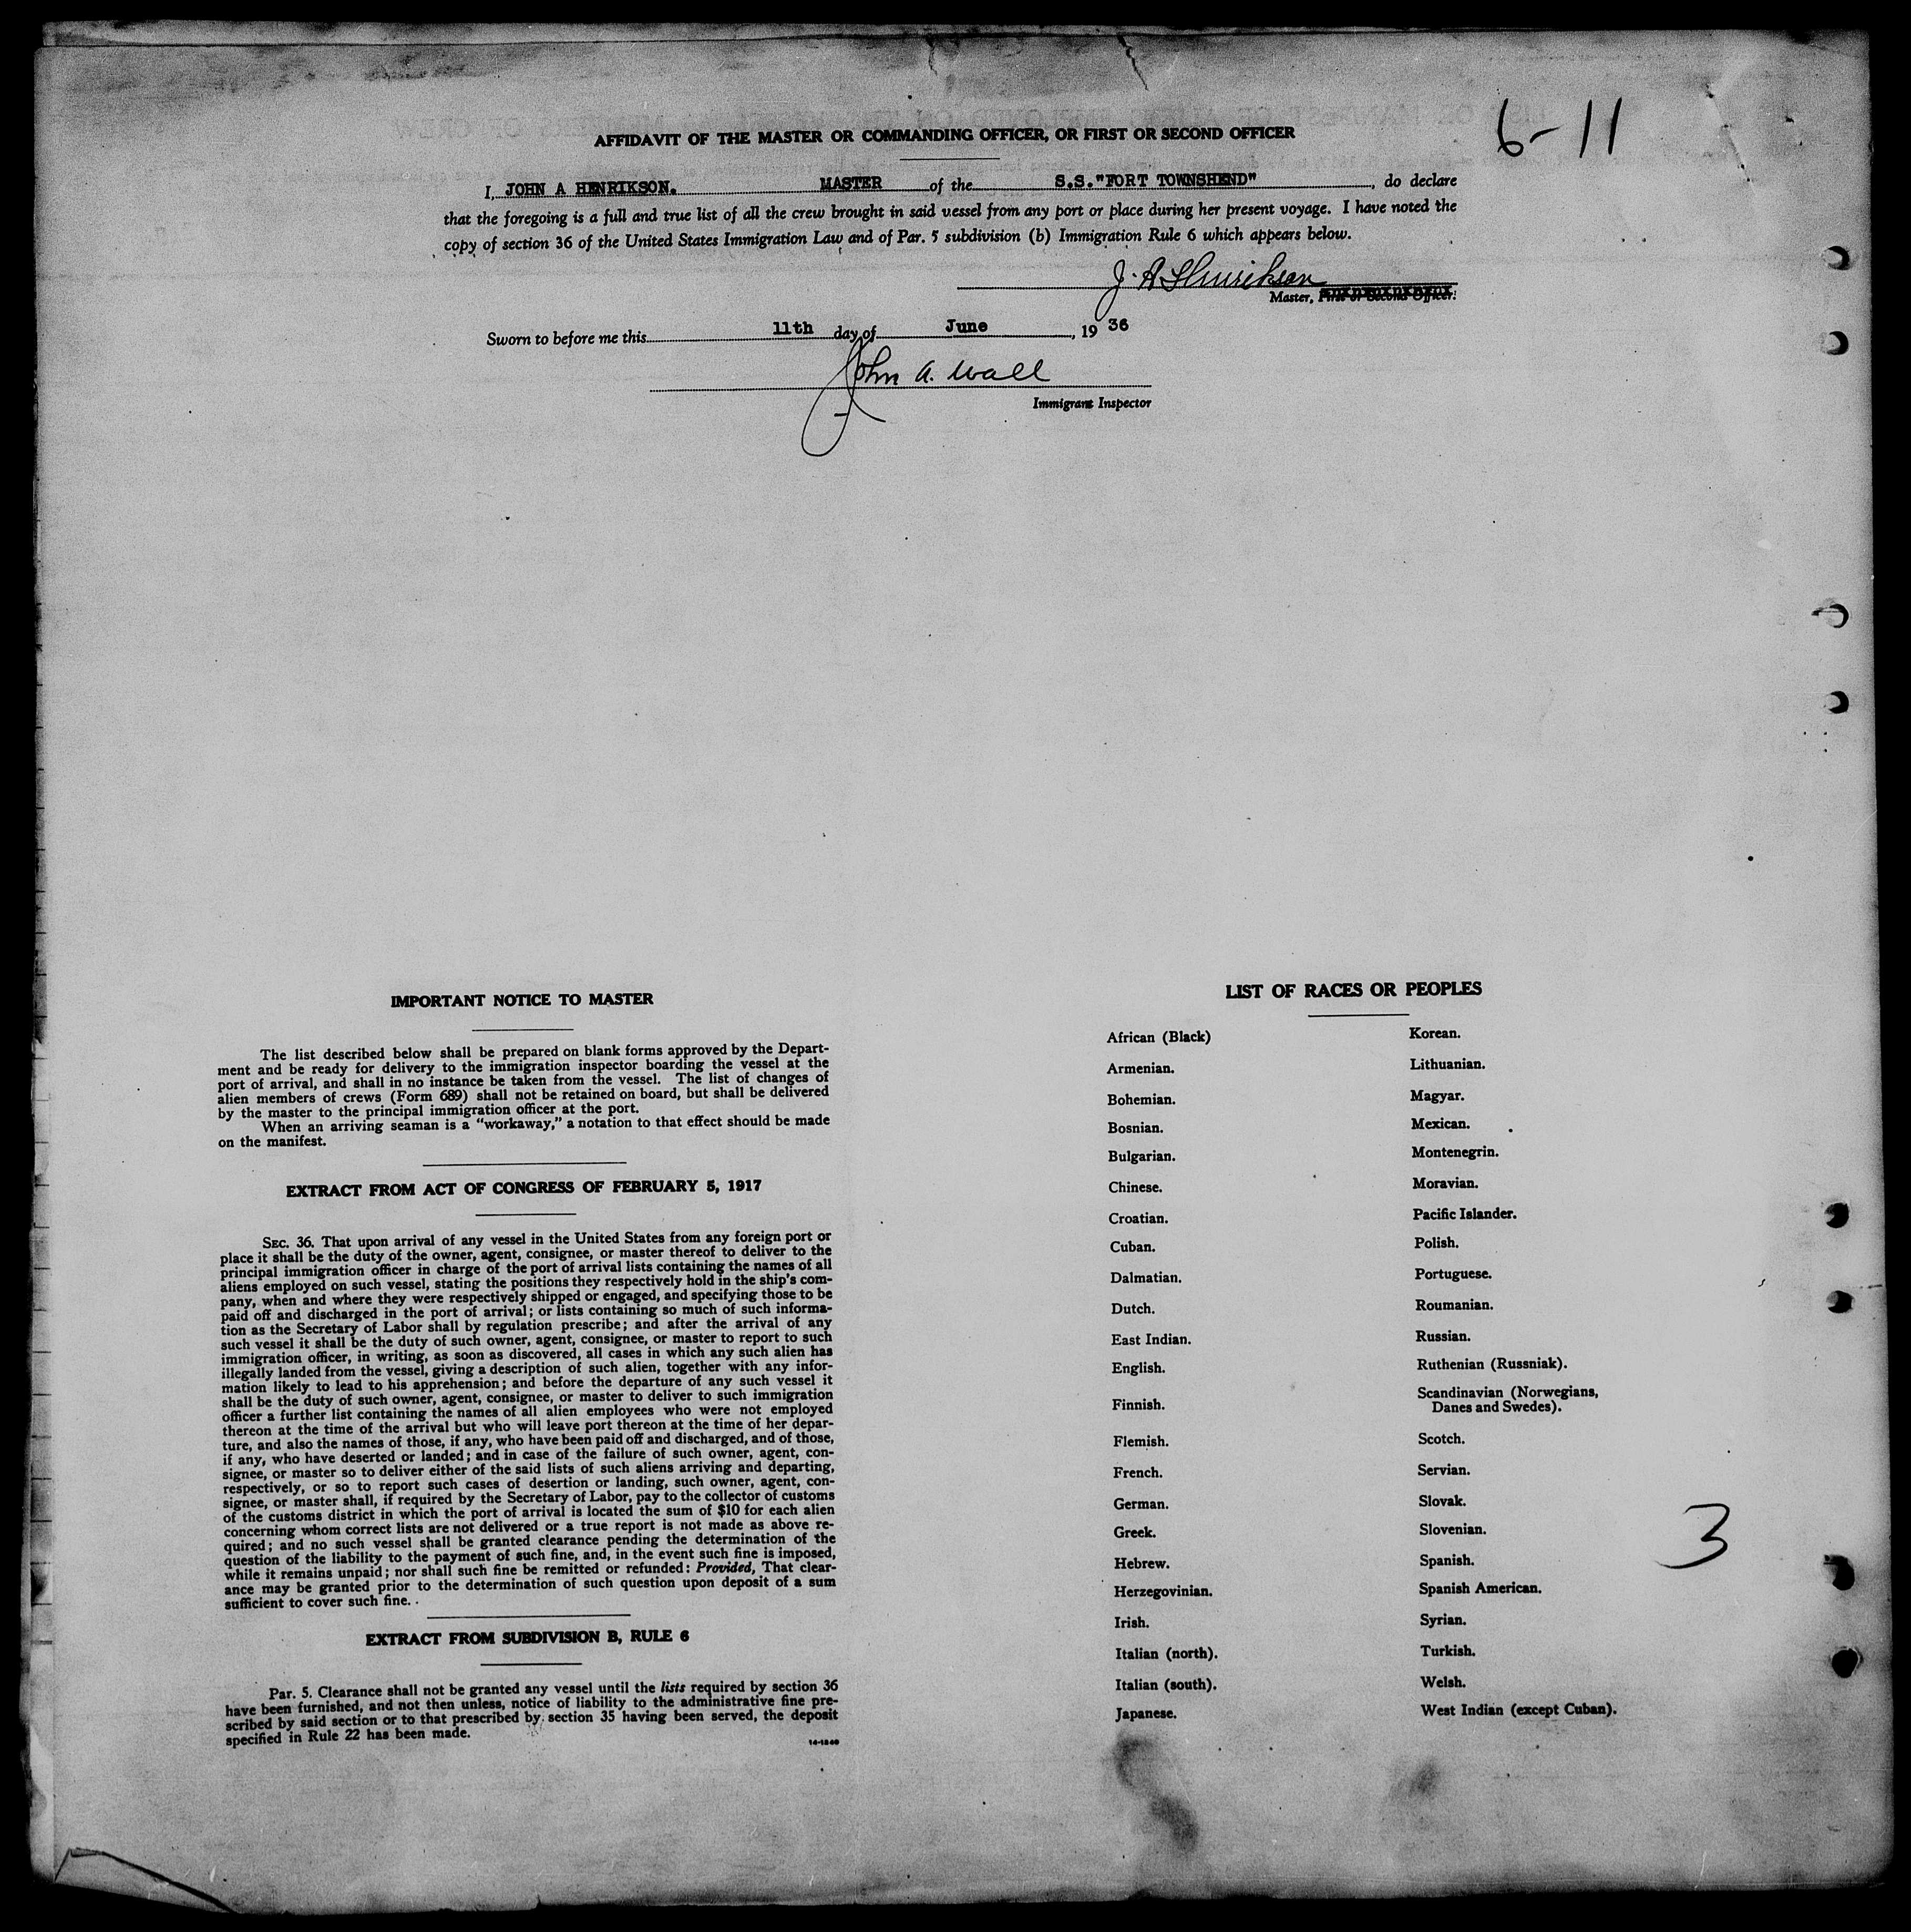 AFFIDAVIT OF THE MASTER OR COMMANDING OFFICER, OR FIRST OR SECOND OFFICER
6-11
I, JOHN A HENRIKSON. MASTER of the S.S."FORT TOWNSHEND", do declare
that the foregoing is a full and true list of all the crew brought in said vessel from any port or place during her present voyage. I have noted the
copy of section 36 of the United States Immigration Law and of Par. 5 subdivision (b) Immigration Rule 6 which appears below.
J. A Henrikson
Master, First or Second Officer.
Sworn to before me this 11th day of June, 19 36
John A. Wall
Immigrant Inspector
IMPORTANT NOTICE TO MASTER
The list described below shall be prepared on blank forms approved by the Depart-
ment and be ready for delivery to the immigration inspector boarding the vessel at the
port of arrival, and shall in no instance be taken from the vessel. The list of changes of
alien members of crews (Form 689) shall not be retained on board, but shall be delivered
by the master to the principal immigration officer at the port.
When an arriving seaman is a "workaway," a notation to that effect should be made
on the manifest.
EXTRACT FROM ACT OF CONGRESS OF FEBRUARY 5, 1917
SEC. 36. That upon arrival of any vessel in the United States from any foreign port or
place it shall be the duty of the owner, agent, consignee, or master thereof to deliver to the
principal immigration officer in charge of the port of arrival lists containing the names of all
aliens employed on such vessel, stating the positions they respectively hold in the ship's com-
pany, when and where they were respectively shipped or engaged, and specifying those to be
paid off and discharged in the port of arrival; or lists containing so much of such informa-
tion as the Secretary of Labor shall by regulation prescribe; and after the arrival of any
such vessel it shall be the duty of such owner, agent, consignee, or master to report to such
immigration officer, in writing, as soon as discovered, all cases in which any such alien has
illegally landed from the vessel, giving a description of such alien, together with any infor-
mation likely to lead to his apprehension; and before the departure of any such vessel it
shall be the duty of such owner, agent, consignee, or master to deliver to such immigration
officer a further list containing the names of all alien employees who were not employed
thereon at the time of the arrival but who will leave port thereon at the time of her depar-
ture, and also the names of those, if any, who have been paid off and discharged, and of those,
if any, who have deserted or landed; and in case of the failure of such owner, agent, con-
signee, or master so to deliver either of the said lists of such aliens arriving and departing,
respectively, or so to report such cases of desertion or landing, such owner, agent, con-
signee, or master shall, if required by the Secretary of Labor, pay to the collector of customs
of the customs district in which the port of arrival is located the sum of $10 for each alien
concerning whom correct lists are not delivered or a true report is not made as above re-
quired; and no such vessel shall be granted clearance pending the determination of the
question of the liability to the payment of such fine, and, in the event such fine is imposed,
while it remains unpaid; nor shall such fine be remitted or refunded: Provided, That clear-
ance may be granted prior to the determination of such question upon deposit of a sum
sufficient to cover such fine.
EXTRACT FROM SUBDIVISION B, RULE 6
Par. 5. Clearance shall not be granted any vessel until the lists required by section 36
have been furnished, and not then unless, notice of liability to the administrative fine pre-
scribed by said section or to that prescribed by section 35 having been served, the deposit
specified in Rule 22 has been made.
14-1240
LIST OF RACES OR PEOPLES
African (Black)
Armenian.
Bohemian.
Bosnian.
Bulgarian.
Chinese.
Croatian.
Cuban.
Dalmatian.
Dutch.
East Indian.
English.
Finnish.
Flemish.
French.
German.
Greek.
Hebrew.
Herzegovinian.
Irish.
Italian (north).
Italian (south).
Japanese.
Korean.
Lithuanian.
Magyar.
Mexican.
Montenegrin.
Moravian.
Pacific Islander.
Polish.
Portuguese.
Roumanian.
Russian.
Ruthenian (Russniak).
Scandinavian (Norwegians,
Danes and Swedes).
Scotch.
Servian.
Slovak.
Slovenian.
Spanish.
Spanish American.
Syrian.
Turkish.
Welsh.
West Indian (except Cuban).
3